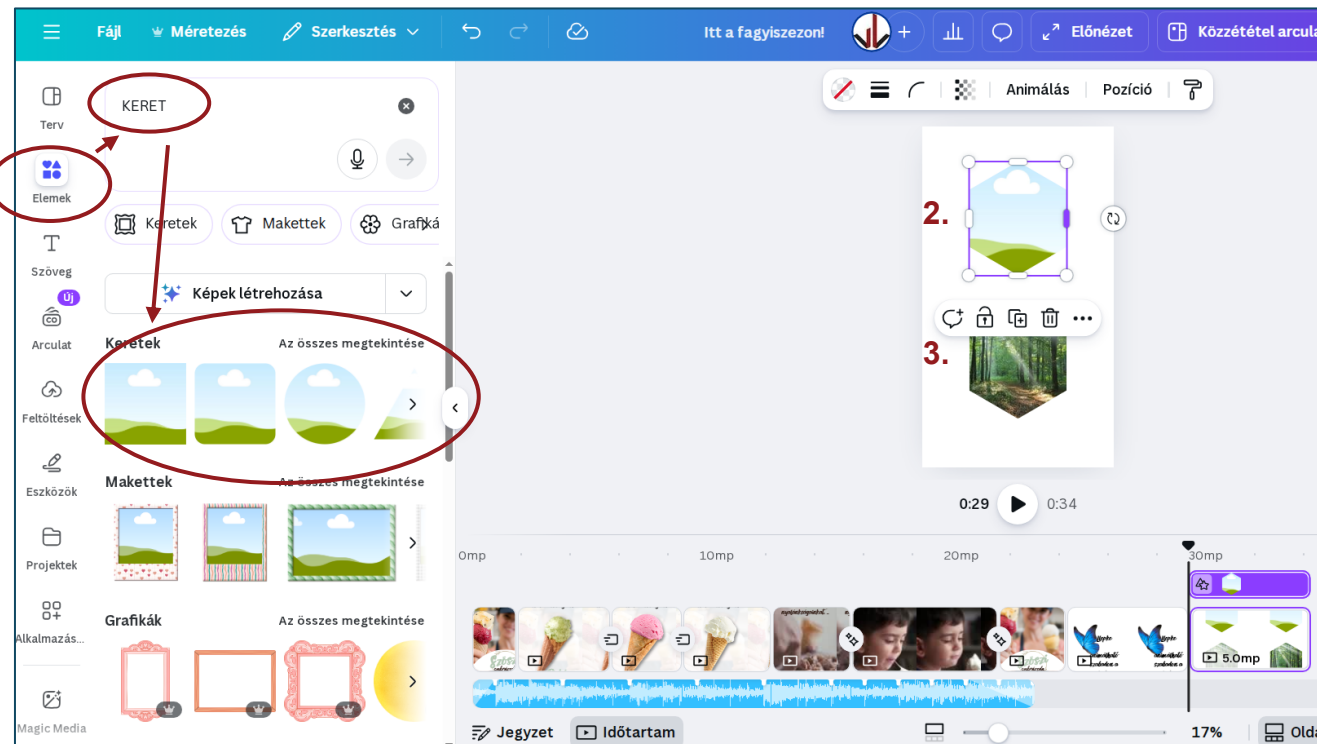 Fájl
Méretezés
Szerkesztés
Itt a fagyiszezon!
Előnézet
Közzététel arcula
Terv
Elemek
Szöveg
Új
Arculat
Feltöltések
Eszközök
Projektek
Alkalmazás...
Magic Media
KERET
Keretek
Makettek
Grafiká
Képek létrehozása
Keretek
Az összes megtekintése
Makettek
Az összes megtekintése
Grafikák
Az összes megtekintése
Animálás
Pozíció
2.
3.
0:29
0:34
0mp
10mp
20mp
30mp
5.0mp
Jegyzet
Időtartam
17%
Olda